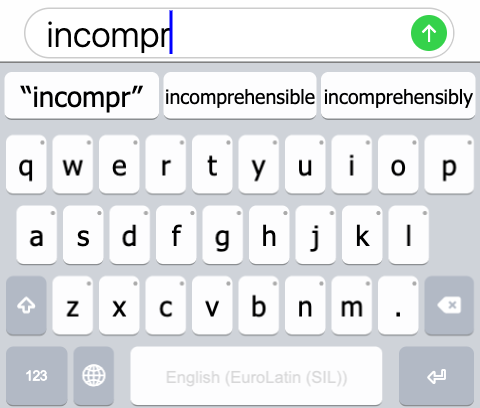 incompr
“incompr” incomprehensible incomprehensibly
q w e r t y u i o p
a s d f g h j k l
z x c v b n m .
123 English (EuroLatin (SIL))